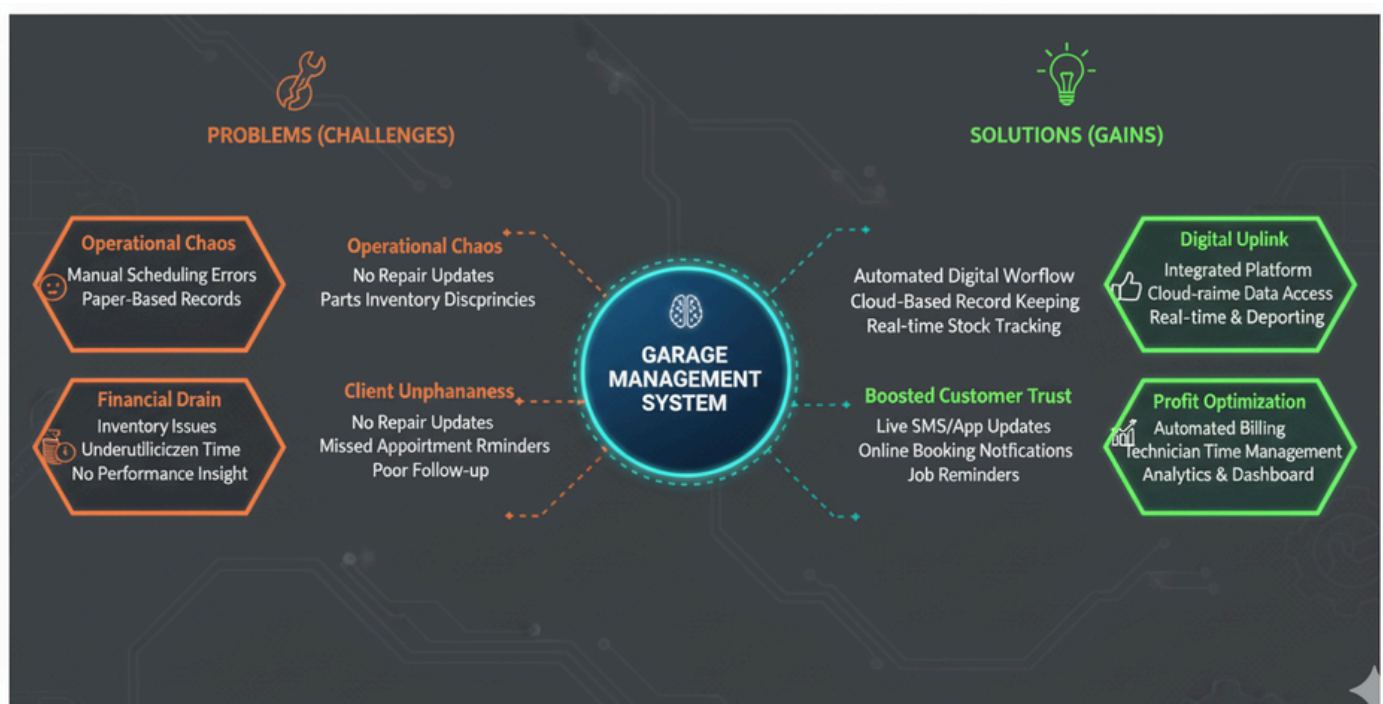 PROBLEMS (CHALLENGES)
SOLUTIONS (GAINS)
Operational Chaos
Manual Scheduling Errors
Paper-Based Records
Operational Chaos
No Repair Updates
Parts Inventory Discprincies
Financial Drain
Inventory Issues
Underutlliciczen Time
No Performance Insight
Client Unphananess
No Repair Updates
Missed Appoirtment Rminders
Poor Follow-up
GARAGE
MANAGEMENT
SYSTEM
Automated Digital Worflow
Cloud-Based Record Keeping
Real-time Stock Tracking
Digital Uplink
Integrated Platform
Cloud-raime Data Access
Real-time & Deporting
Boosted Customer Trust
Live SMS/App Updates
Online Booking Notfications
Job Reminders
Profit Optimization
Automated Billing
Technician Time Management
Analytics & Dashboard